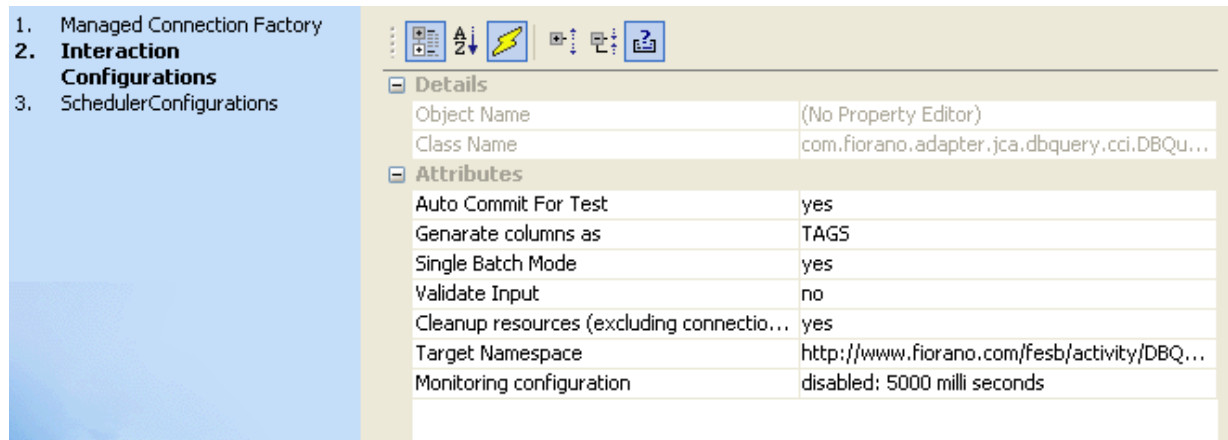 1. Managed Connection Factory
2. Interaction
Configurations
3. SchedulerConfigurations
Details
Object Name (No Property Editor)
Class Name com.fiorano.adapter.jca.dbquery.cci.DBQu...
Attributes
Auto Commit For Test yes
Genarate columns as TAGS
Single Batch Mode yes
Validate Input no
Cleanup resources (excluding connectio... yes
Target Namespace http://www.fiorano.com/fesb/activity/DBQ...
Monitoring configuration disabled: 5000 milli seconds